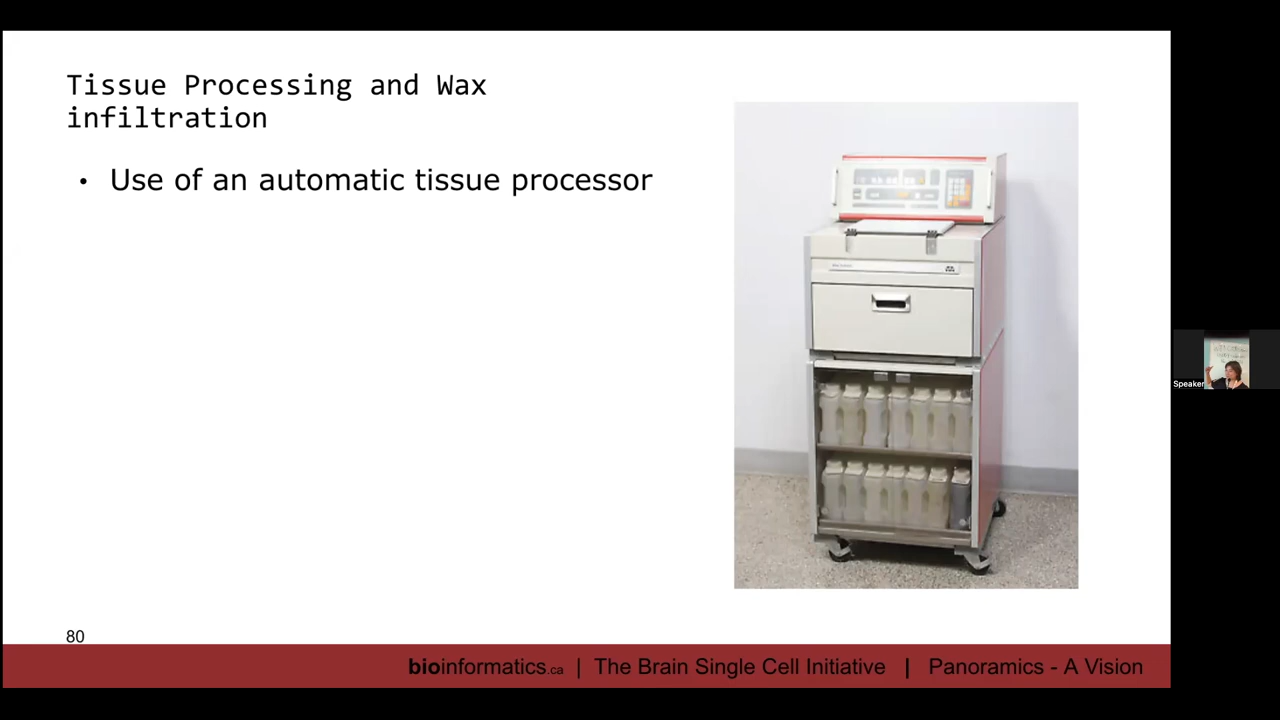 Tissue Processing and Wax
infiltration
• Use of an automatic tissue processor
Speaker
80
bioinformatics.ca | The Brain Single Cell Initiative | Panoramics - A Vision